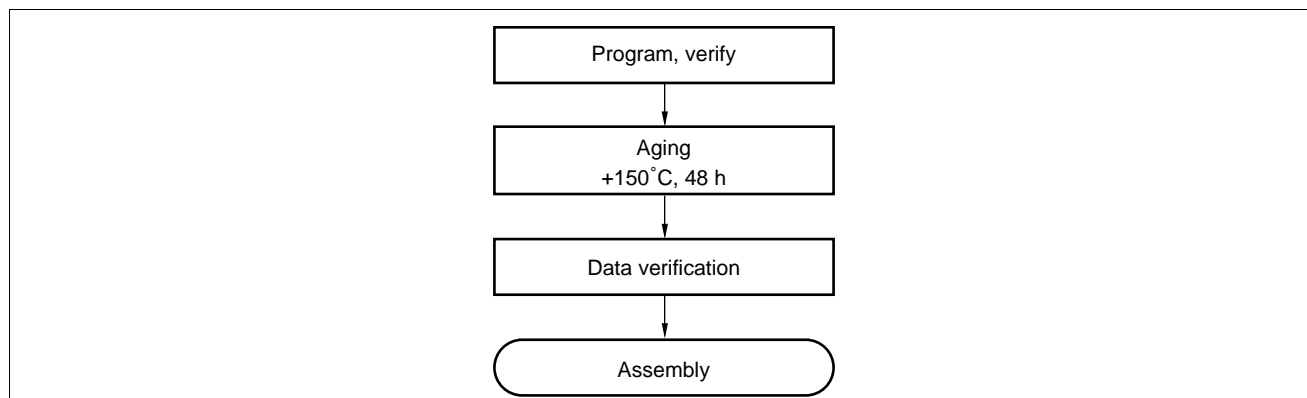 Program, verify
Aging
+150°C, 48 h
Data verification
Assembly